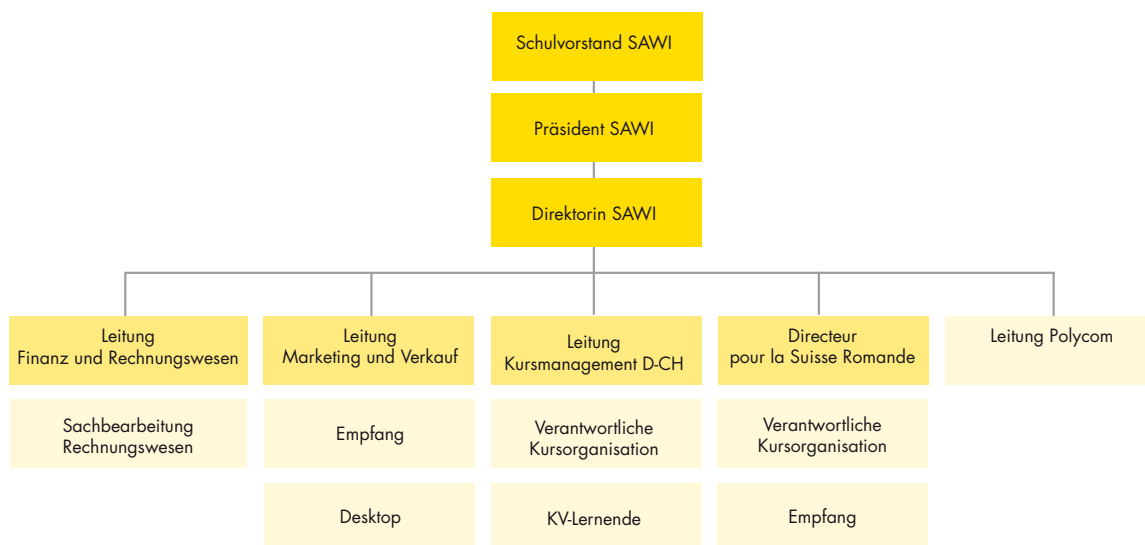 Schulvorstand SAWI
Präsident SAWI
Direktorin SAWI
Leitung
Finanz und Rechnungswesen
Leitung
Marketing und Verkauf
Leitung
Kursmanagement D-CH
Directeur
pour la Suisse Romande
Leitung Polycom
Sachbearbeitung
Rechnungswesen
Empfang
Verantwortliche
Kursorganisation
Verantwortliche
Kursorganisation
Desktop
KV-Lernende
Empfang